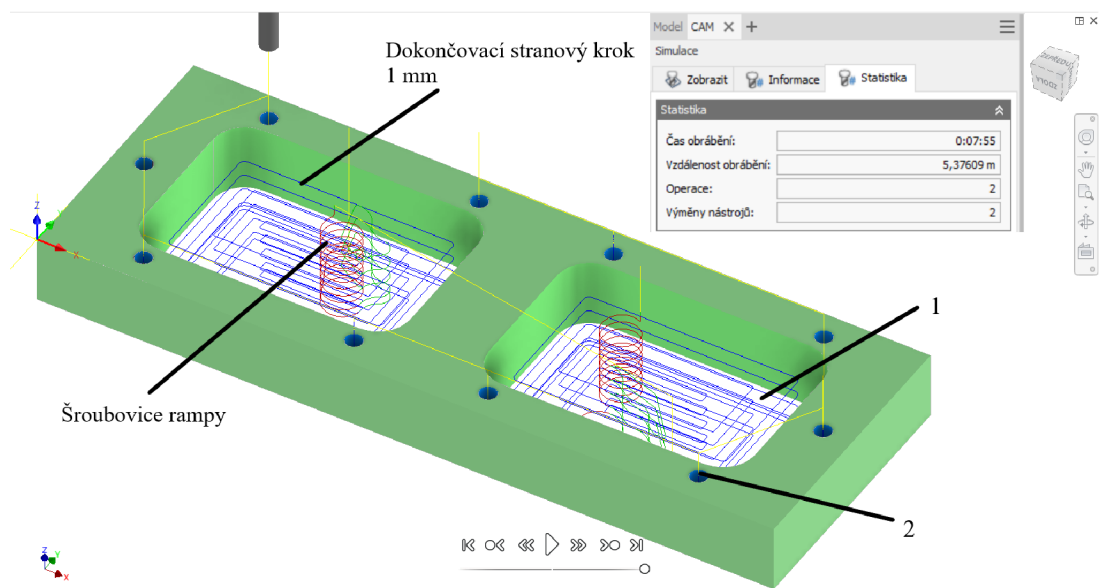 Model CAM
Simulace
Zobrazit Informace Statistika
Statistika
Čas obrábění: 0:07:55
Vzdálenost obrábění: 5,37609 m
Operace: 2
Výměny nástrojů: 2
Dokončovací stranový krok
1 mm
Z
Y
X
1
Šroubovice rampy
2
Z
Y
X